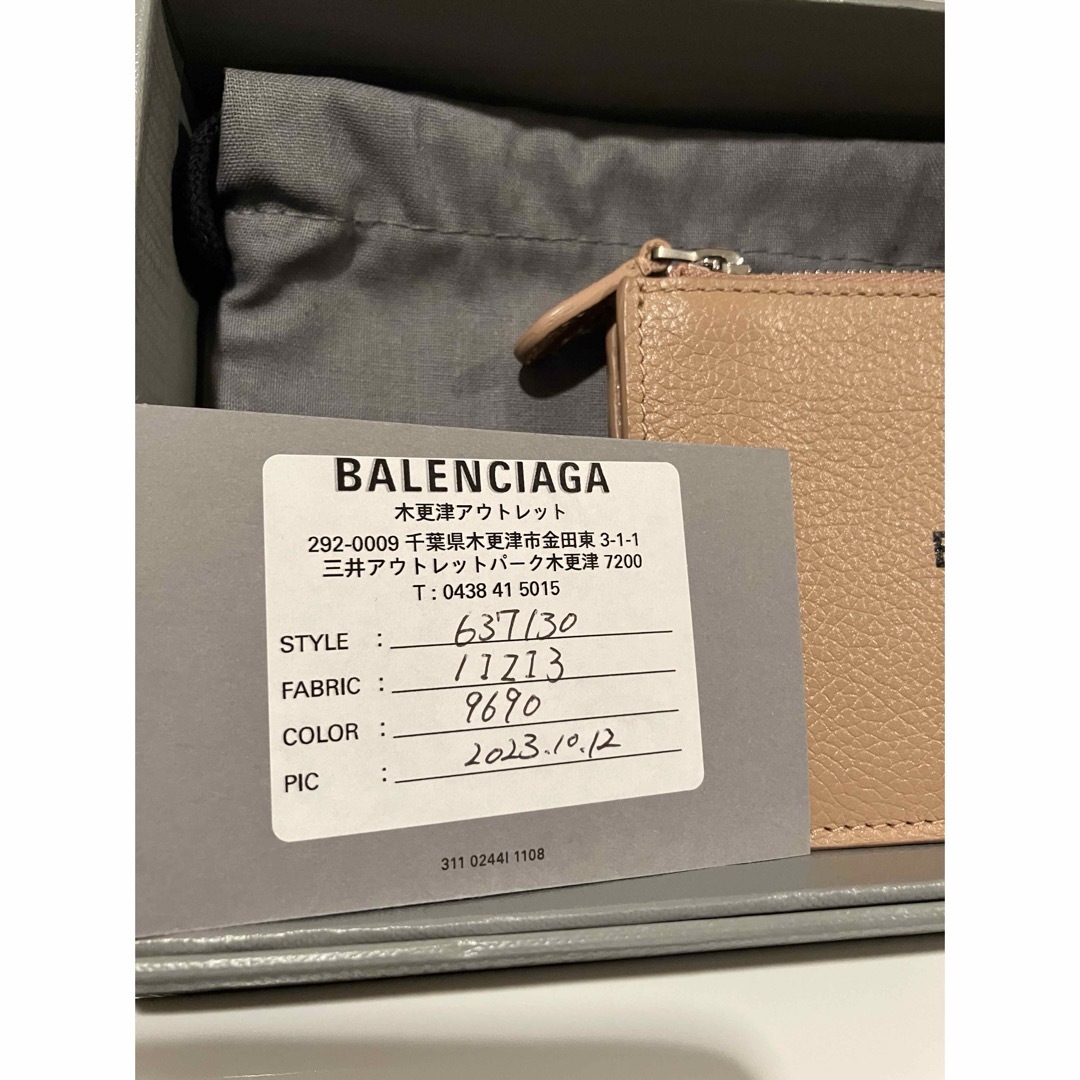 BALENCIAGA
木更津アウトレット
292-0009 千葉県木更津市金田東 3-1-1
三井アウトレットパーク木更津 7200
T : 0438 41 5015
STYLE : 637130
FABRIC : 1IZI3
COLOR : 9690
PIC : 2023.10.12
311 0244I 1108